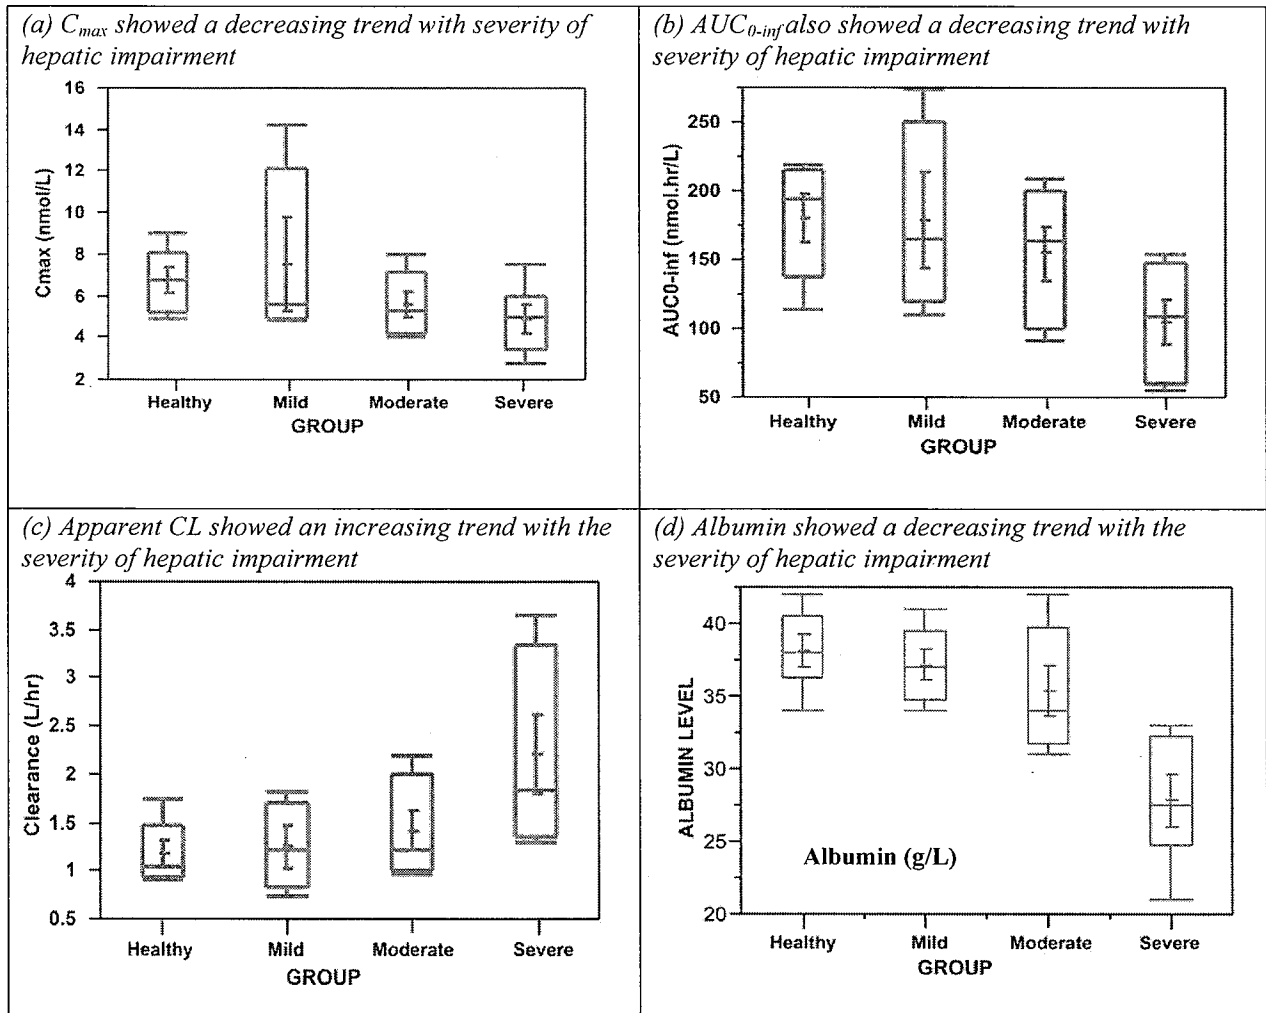 (a) Cmax showed a decreasing trend with severity of
hepatic impairment
16
14
12
10
8
6
4
2
Cmax (nmol/L)
Healthy Mild Moderate Severe
GROUP
(b) AUC0-inf also showed a decreasing trend with
severity of hepatic impairment
250
200
150
100
50
AUC0-inf (nmol.hr/L)
Healthy Mild Moderate Severe
GROUP
(c) Apparent CL showed an increasing trend with the
severity of hepatic impairment
4
3.5
3
2.5
2
1.5
1
0.5
Clearance (L/hr)
Healthy Mild Moderate Severe
GROUP
(d) Albumin showed a decreasing trend with the
severity of hepatic impairment
40
35
30
25
20
ALBUMIN LEVEL
Albumin (g/L)
Healthy Mild Moderate Severe
GROUP